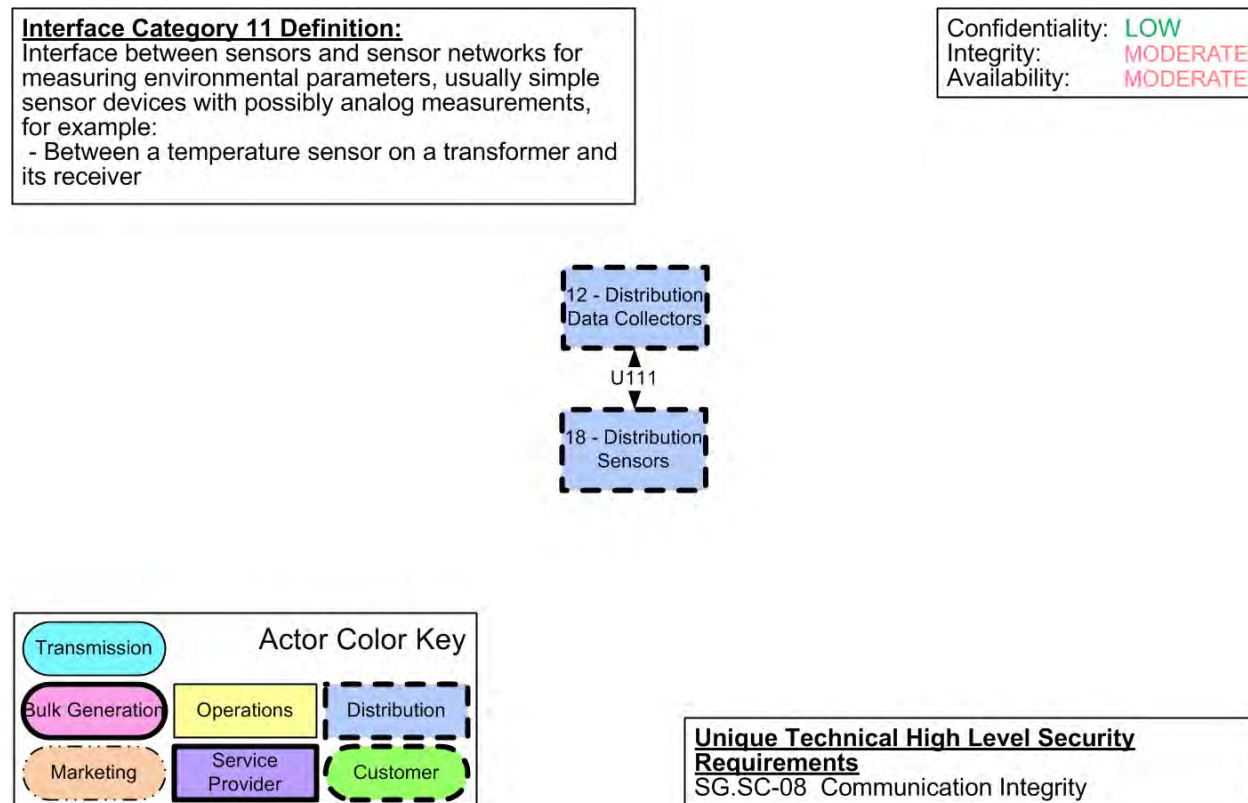 Interface Category 11 Definition:
Interface between sensors and sensor networks for
measuring environmental parameters, usually simple
sensor devices with possibly analog measurements,
for example:
- Between a temperature sensor on a transformer and
its receiver
Confidentiality: LOW
Integrity: MODERATE
Availability: MODERATE
12 - Distribution
Data Collectors
U111
18 - Distribution
Sensors
Actor Color Key
Transmission
Bulk Generation
Operations
Distribution
Marketing
Service
Provider
Customer
Unique Technical High Level Security
Requirements
SG.SC-08 Communication Integrity